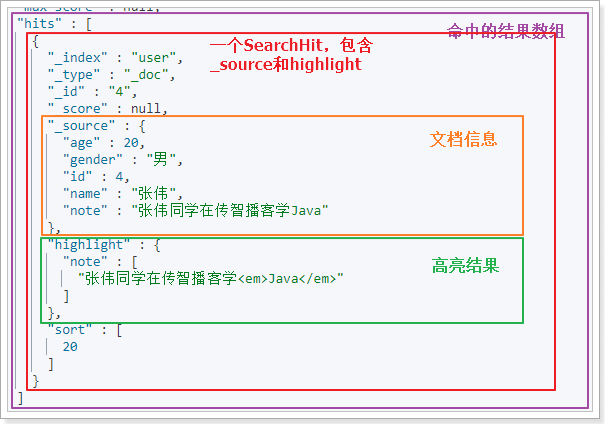 "max_score" : null,
"hits" : [
命中的结果数组
{
一个SearchHit，包含
_source和highlight
"_index" : "user",
"_type" : "_doc",
"_id" : "4",
"_score" : null,
"_source" : {
文档信息
"age" : 20,
"gender" : "男",
"id" : 4,
"name" : "张伟",
"note" : "张伟同学在传智播客学Java"
},
"highlight" : {
高亮结果
"note" : [
"张伟同学在传智播客学<em>Java</em>"
]
},
"sort" : [
20
]
}
]